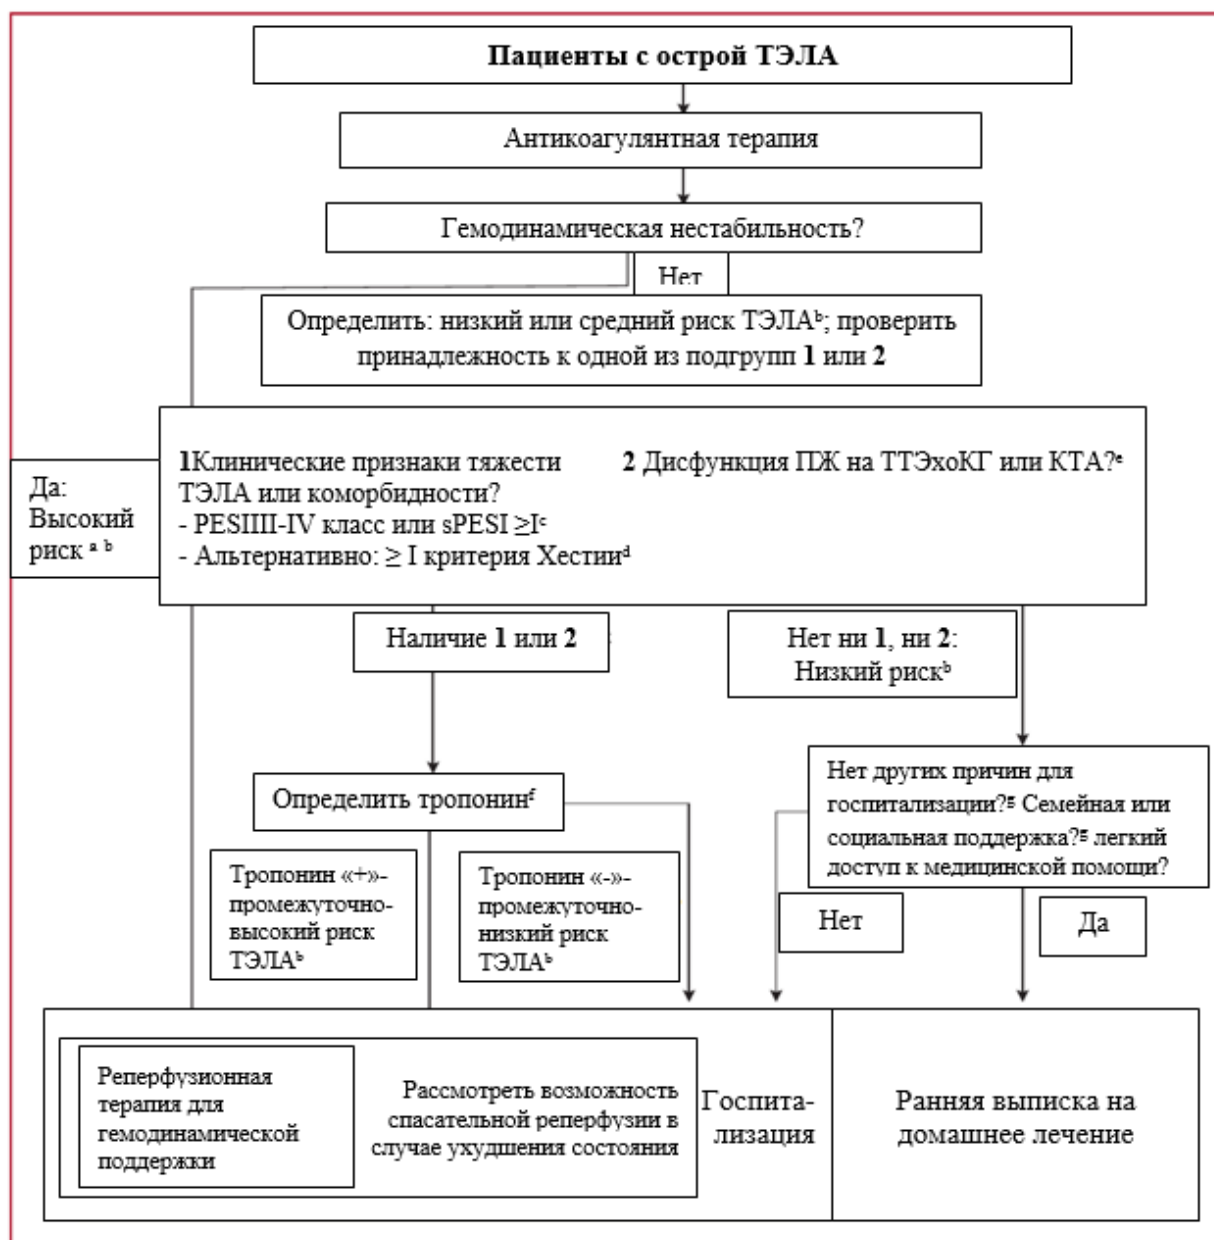 Пациенты с острой ТЭЛА
Антикоагулянтная терапия
Гемодинамическая нестабильность?
Нет
Определить: низкий или средний риск ТЭЛАᵇ; проверить
принадлежность к одной из подгрупп 1 или 2
Да:
Высокий
риск ᵃ ᵇ
1Клинические признаки тяжести
ТЭЛА или коморбидности?
- PESIIII-IV класс или sPESI ≥Iᶜ
- Альтернативно: ≥ I критерия Хестииᵈ
2 Дисфункция ПЖ на ТТЭхоКГ или КТА?ᵉ
Наличие 1 или 2
Нет ни 1, ни 2:
Низкий рискᵇ
Определить тропонинᶠ
Нет других причин для
госпитализации?ᵍ Семейная или
социальная поддержка?ᵍ легкий
доступ к медицинской помощи?
Тропонин «+»-
промежуточно-
высокий риск
ТЭЛАᵇ
Тропонин «-»-
промежуточно-
низкий риск
ТЭЛАᵇ
Нет
Да
Реперфузионная
терапия для
гемодинамической
поддержки
Рассмотреть возможность
спасательной реперфузии в
случае ухудшения состояния
Госпита-
лизация
Ранняя выписка на
домашнее лечение